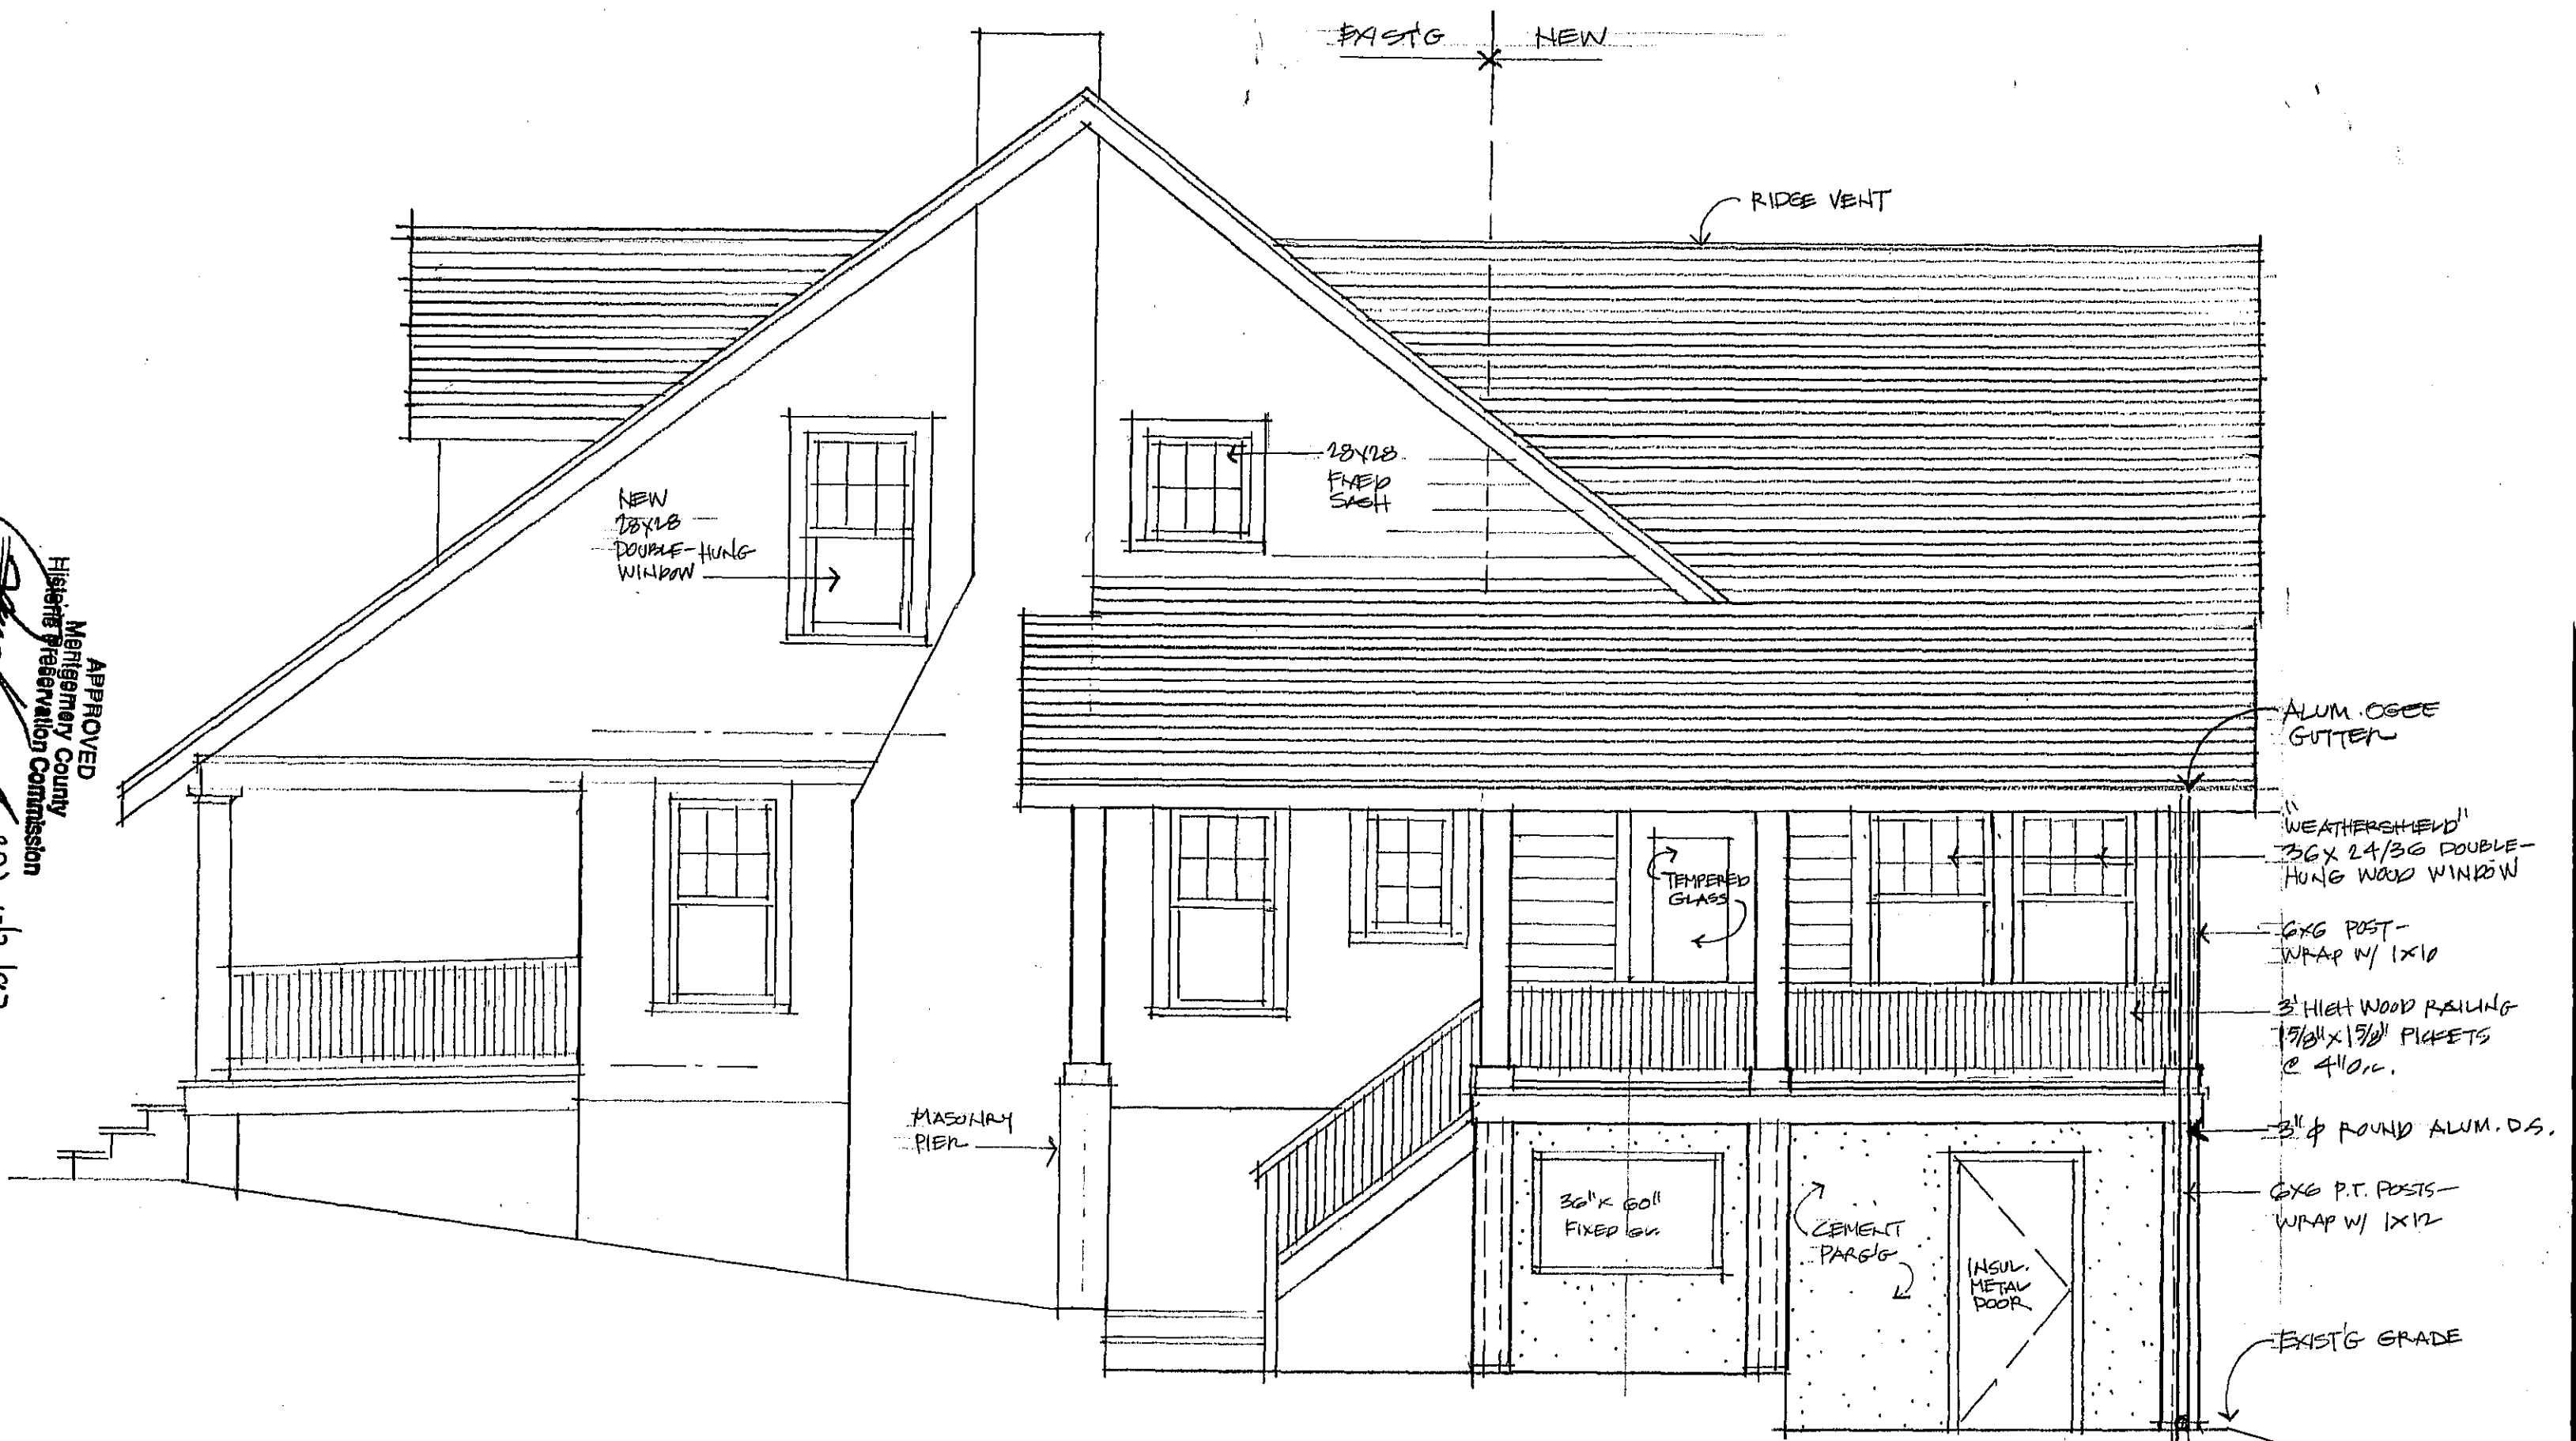 EXIST'G
NEW
RIDGE VENT
28X28
FIXED
SASH
NEW
28X28
DOUBLE-HUNG
WINDOW
APPROVED
Montgomery County
Historic Preservation Commission
ALUM. OGEE
GUTTER
"WEATHERSHIELD"
36X24/36 DOUBLE-
HUNG WOOD WINDOW
TEMPERED
GLASS
6X6 POST-
WRAP W/ 1X10
3' HIGH WOOD RAILING
1 5/8" X 1 5/8" PICKETS
@ 4" O.C.
MASONRY
PIER
3" φ ROUND ALUM. D.S.
6X6 P.T. POSTS-
WRAP W/ 1X12
36" X 60"
FIXED GL.
CEMENT
PARG'G
INSUL.
METAL
DOOR
EXIST'G GRADE